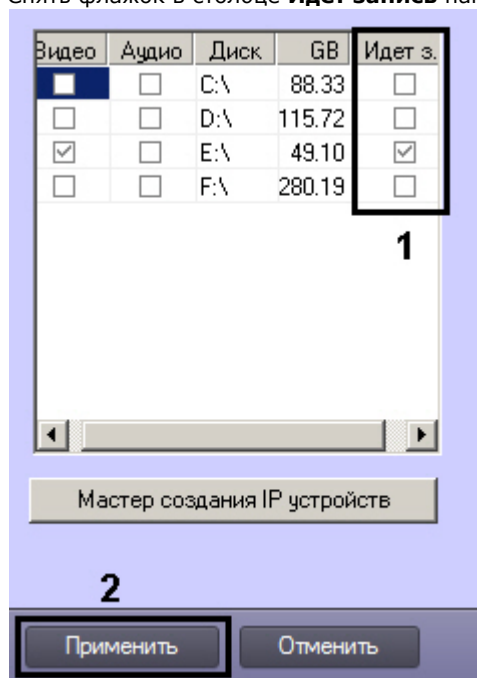 Снять флажок в столбце Идет запись на
Видео Аудио Диск GB Идет з.
C:\ 88.33
D:\ 115.72
E:\ 49.10
F:\ 280.19
1
Мастер создания IP устройств
2
Применить Отменить